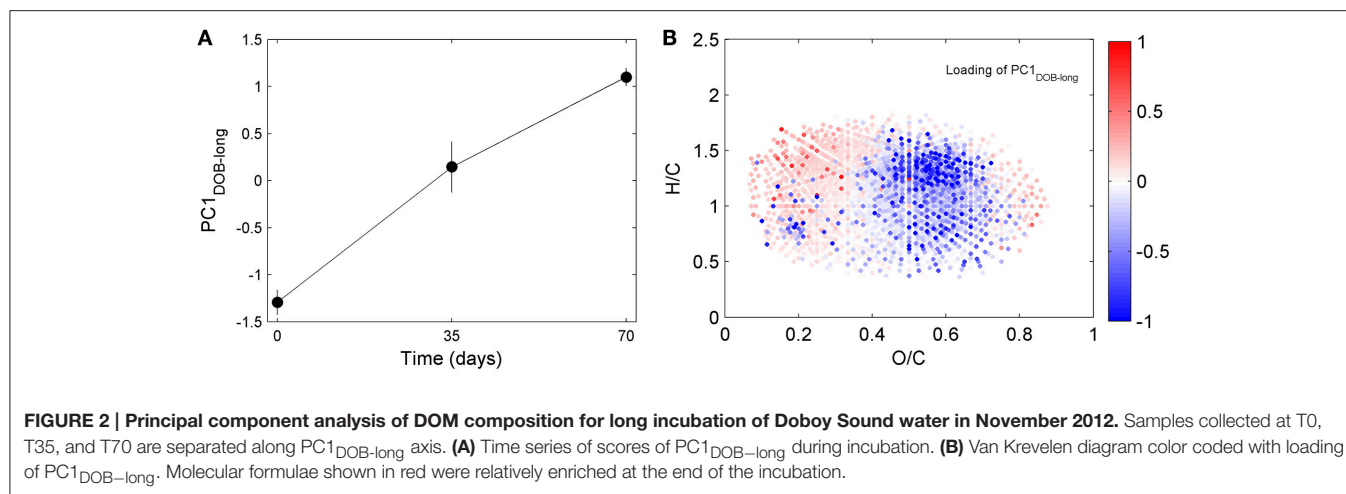 A
1.5
1
0.5
0
-0.5
-1
-1.5
PC1DOB-long
0 35 70
Time (days)
B
2.5
2
1.5
1
0.5
0
H/C
Loading of PC1DOB-long
0 0.2 0.4 0.6 0.8 1
O/C
1
0.5
0
-0.5
-1
FIGURE 2 | Principal component analysis of DOM composition for long incubation of Doboy Sound water in November 2012. Samples collected at T0,
T35, and T70 are separated along PC1DOB-long axis. (A) Time series of scores of PC1DOB−long during incubation. (B) Van Krevelen diagram color coded with loading
of PC1DOB−long. Molecular formulae shown in red were relatively enriched at the end of the incubation.